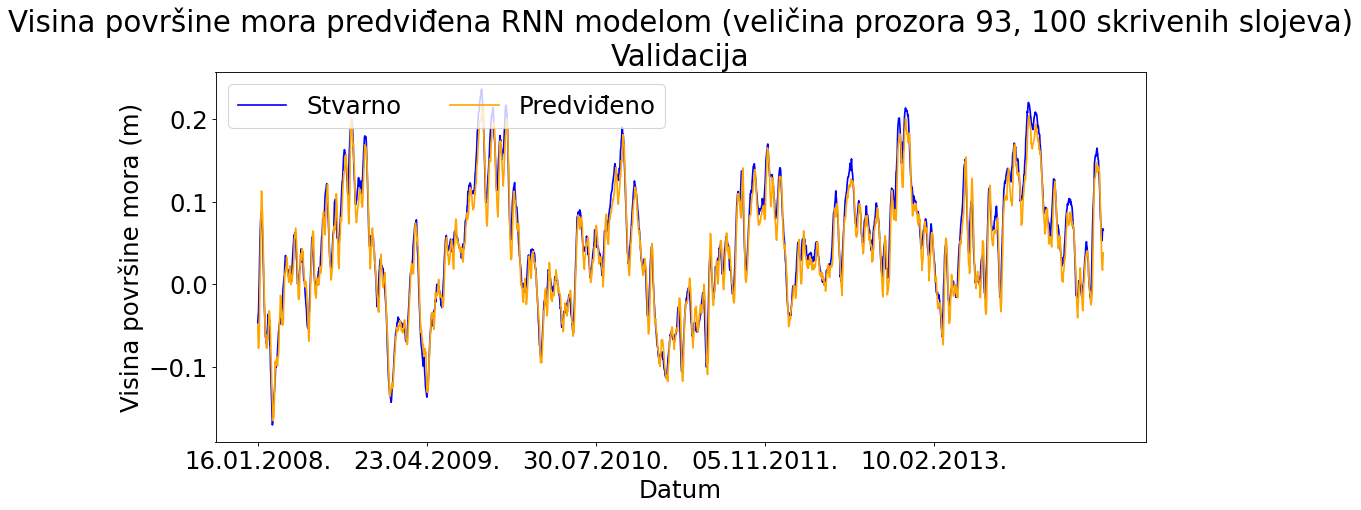 Visina površine mora predviđena RNN modelom (veličina prozora 93, 100 skrivenih slojeva)
Validacija
Stvarno Predviđeno
Visina površine mora (m)
0.2
0.1
0.0
−0.1
16.01.2008. 23.04.2009. 30.07.2010. 05.11.2011. 10.02.2013.
Datum